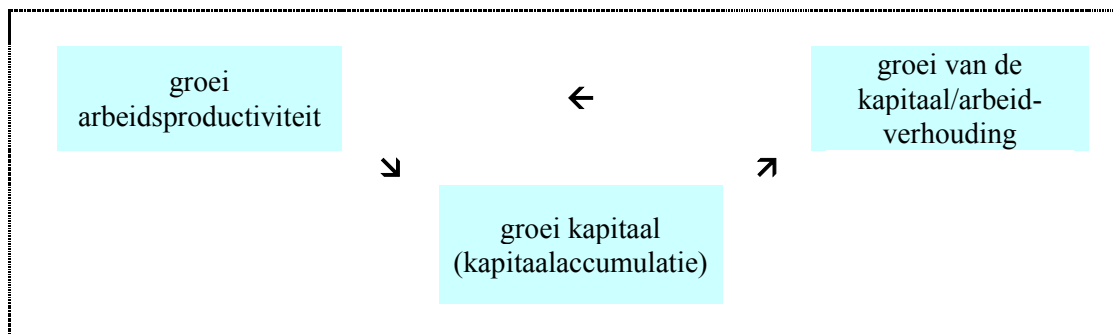 groei
arbeidsproductiviteit
←
groei van de
kapitaal/arbeid-
verhouding
↘
↗
groei kapitaal
(kapitaalaccumulatie)